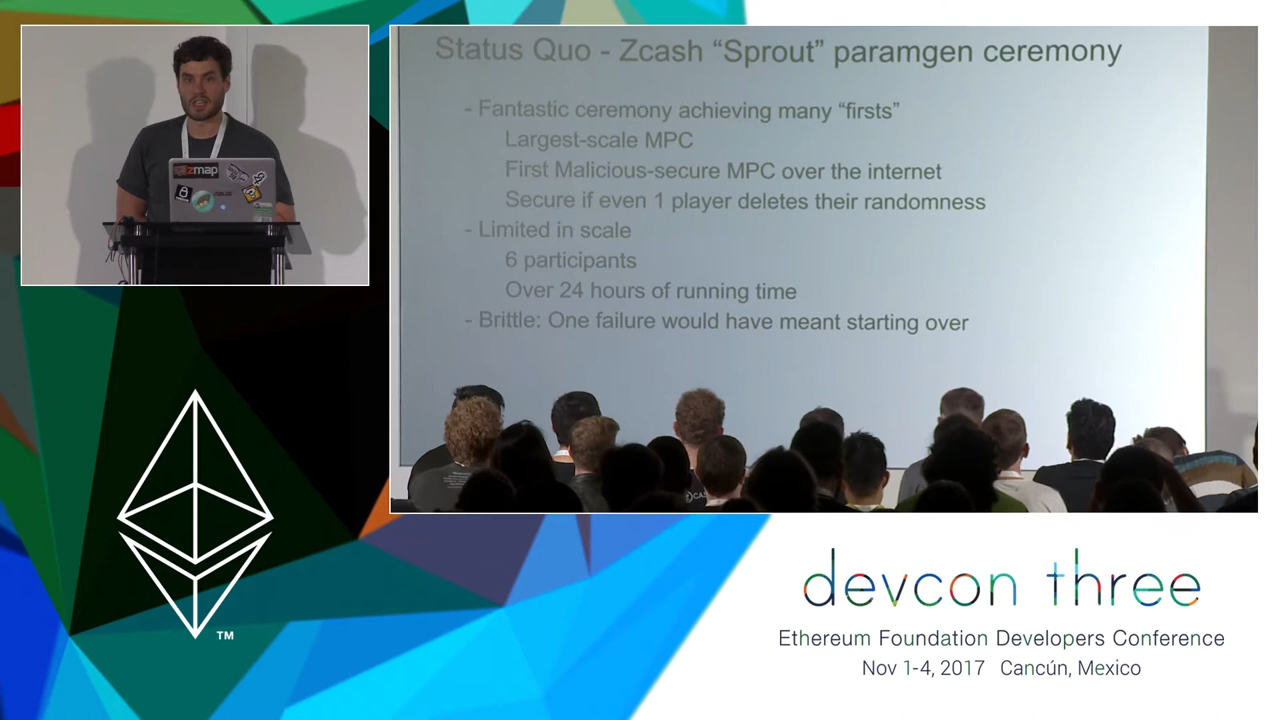 Status Quo - Zcash “Sprout” paramgen ceremony
- Fantastic ceremony achieving many “firsts”
Largest-scale MPC
First Malicious-secure MPC over the internet
Secure if even 1 player deletes their randomness
- Limited in scale
6 participants
Over 24 hours of running time
- Brittle: One failure would have meant starting over
zmap
TM
devcon three
Ethereum Foundation Developers Conference
Nov 1-4, 2017 Cancún, Mexico